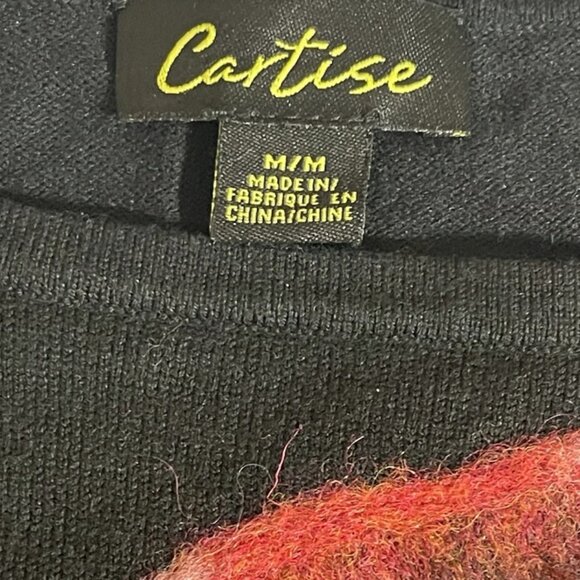 Cartise
M/M
MADE IN/
FABRIQUE EN
CHINA/CHINE